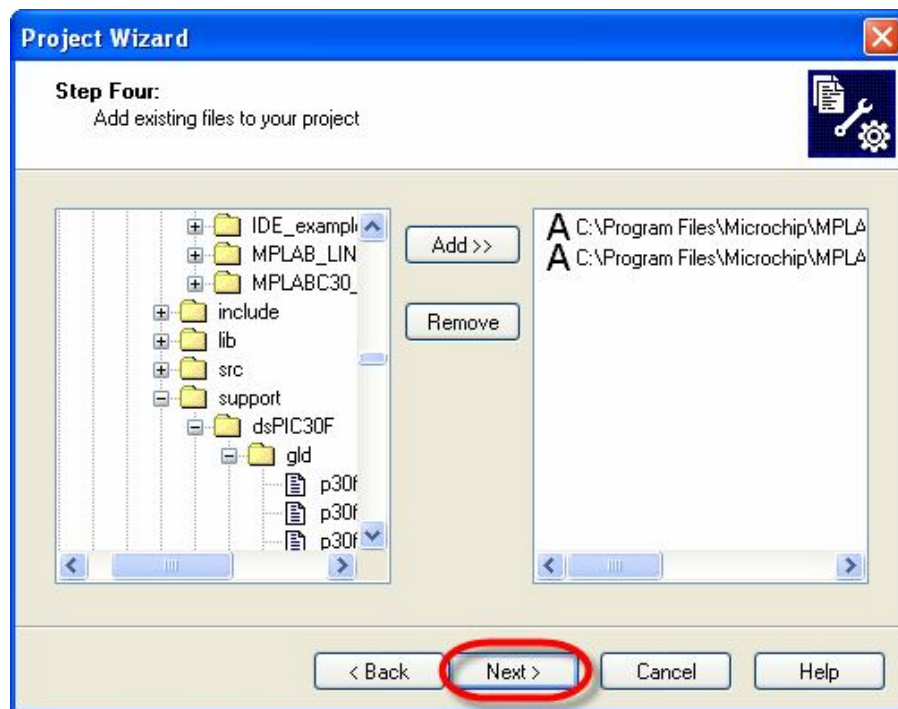 Project Wizard
Step Four:
Add existing files to your project
IDE_exampl
MPLAB_LIN
MPLABC30_
include
lib
src
support
dsPIC30F
gld
p30f
p30f
p30f
Add >>
Remove
A C:\Program Files\Microchip\MPLA
A C:\Program Files\Microchip\MPLA
< Back
Next >
Cancel
Help